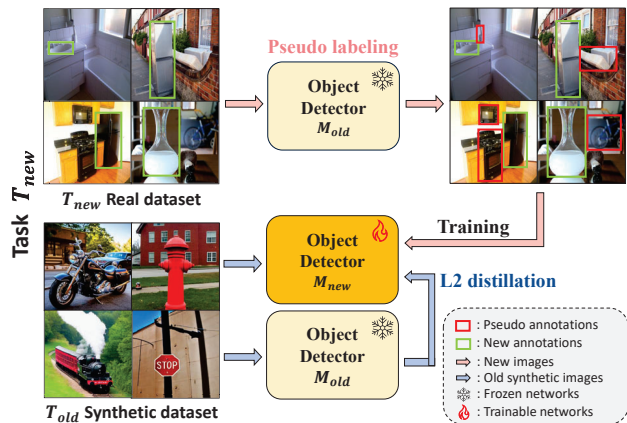 Pseudo labeling
Object
Detector
M_old
Task T_new
T_new Real dataset
Training
Object
Detector
M_new
L2 distillation
Object
Detector
M_old
STOP
T_old Synthetic dataset
: Pseudo annotations
: New annotations
: New images
: Old synthetic images
: Frozen networks
: Trainable networks